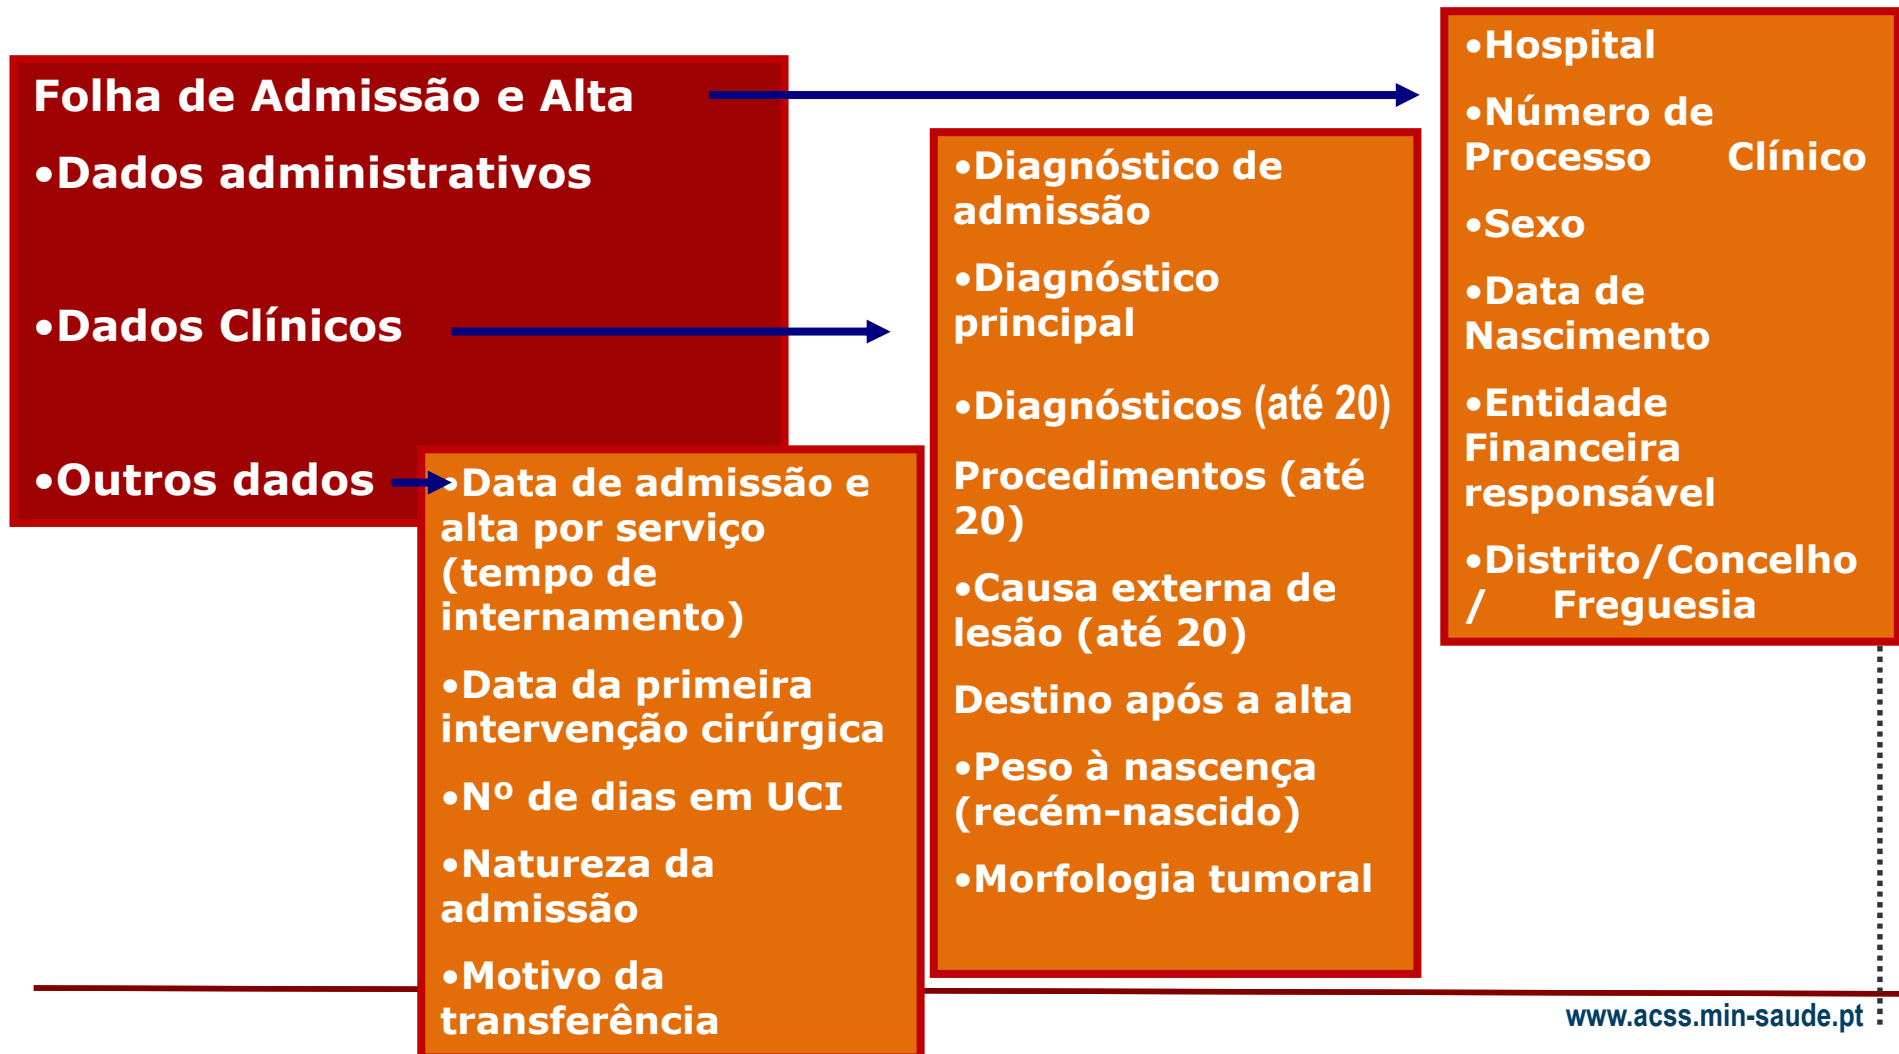 Folha de Admissão e Alta
•Dados administrativos
•Dados Clínicos
•Outros dados
•Data de admissão e
alta por serviço
(tempo de
internamento)
•Data da primeira
intervenção cirúrgica
•Nº de dias em UCI
•Natureza da
admissão
•Motivo da
transferência
•Diagnóstico de
admissão
•Diagnóstico
principal
•Diagnósticos (até 20)
Procedimentos (até
20)
•Causa externa de
lesão (até 20)
Destino após a alta
•Peso à nascença
(recém-nascido)
•Morfologia tumoral
•Hospital
•Número de
Processo Clínico
•Sexo
•Data de
Nascimento
•Entidade
Financeira
responsável
•Distrito/Concelho
/ Freguesia
www.acss.min-saude.pt